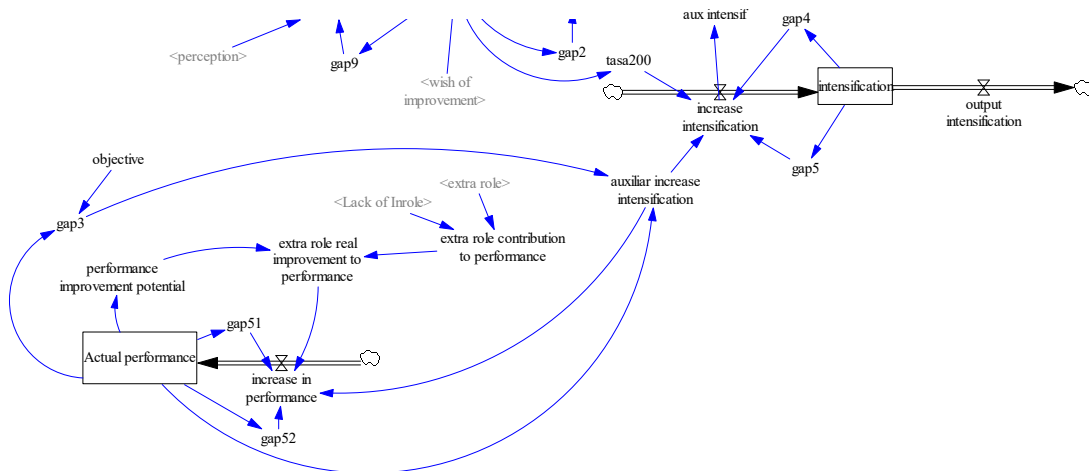 aux intensif
gap4
<perception>
gap9
gap2
tasa200
<wish of
improvement>
intensification
increase
intensification
output
intensification
objective
gap5
auxiliar increase
intensification
<extra role>
<Lack of Inrole>
gap3
extra role real
improvement to
performance
extra role contribution
to performance
performance
improvement potential
gap51
Actual performance
increase in
performance
gap52